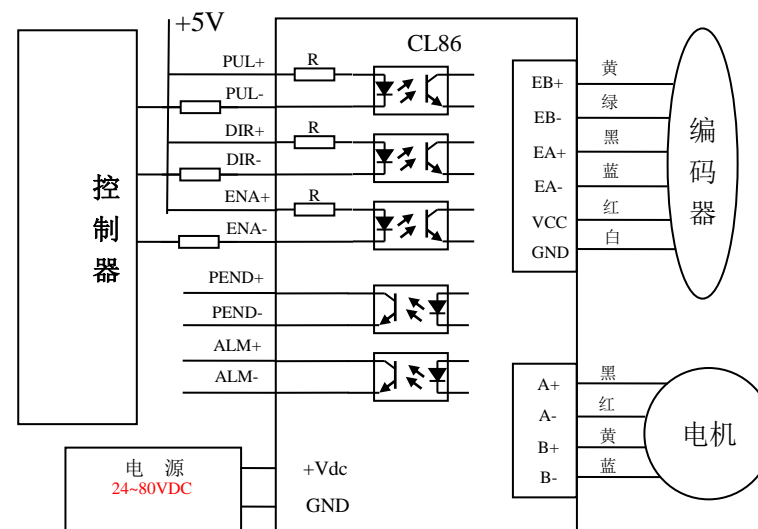 +5V
CL86
PUL+
R
PUL-
DIR+
R
DIR-
ENA+
R
ENA-
PEND+
PEND-
ALM+
ALM-
控制器
电 源
24~80VDC
+Vdc
GND
EB+ 黄
EB- 绿
EA+ 黑
EA- 蓝
VCC 红
GND 白
编码器
A+ 黑
A- 红
B+ 黄
B- 蓝
电机